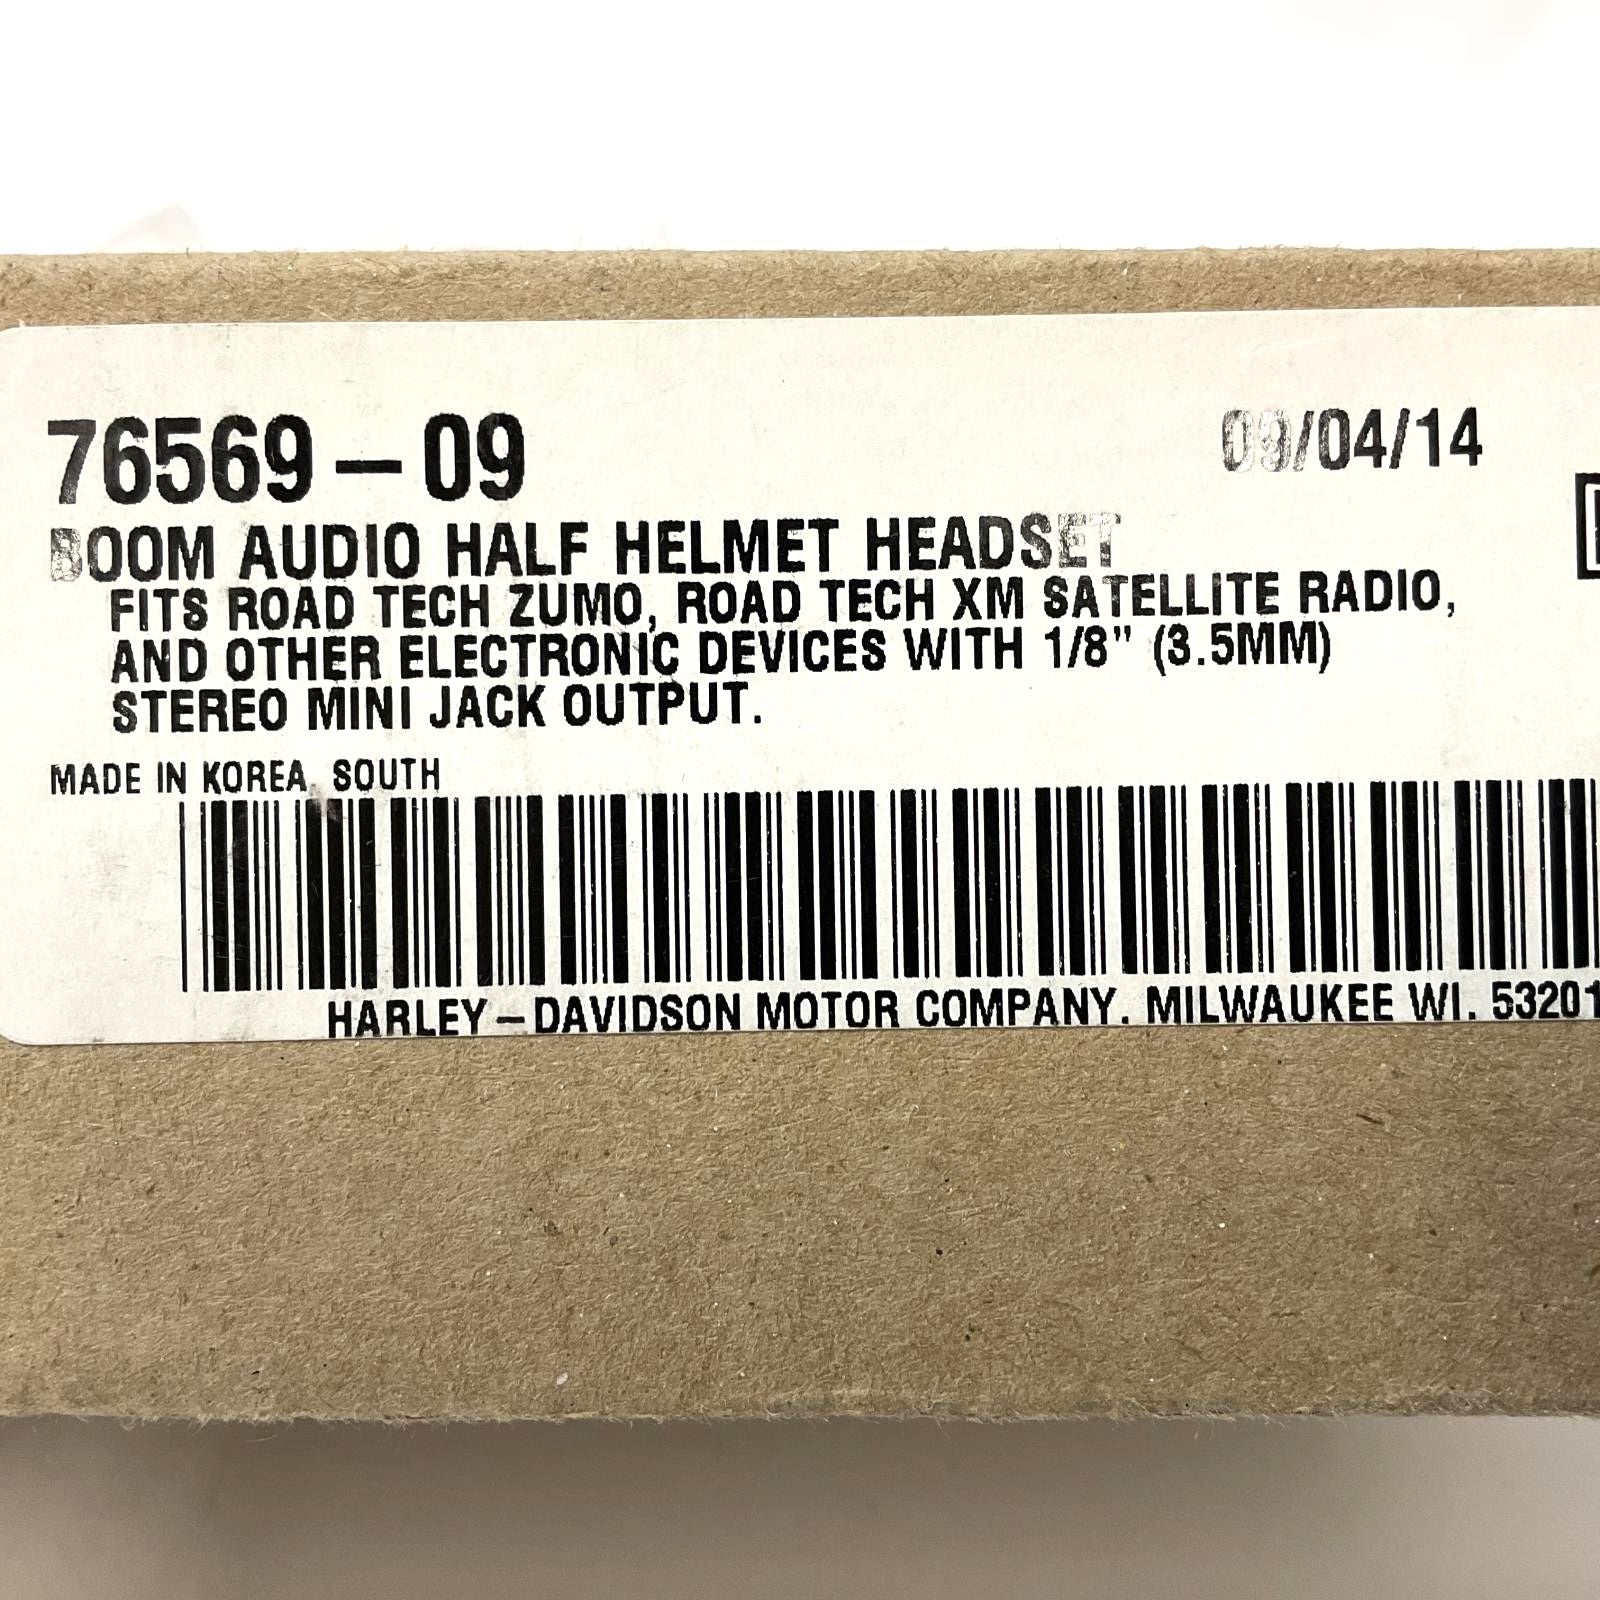 76569-09 09/04/14
BOOM AUDIO HALF HELMET HEADSET
FITS ROAD TECH ZUMO, ROAD TECH XM SATELLITE RADIO,
AND OTHER ELECTRONIC DEVICES WITH 1/8" (3.5MM)
STEREO MINI JACK OUTPUT.
MADE IN KOREA, SOUTH
HARLEY-DAVIDSON MOTOR COMPANY. MILWAUKEE WI. 53201